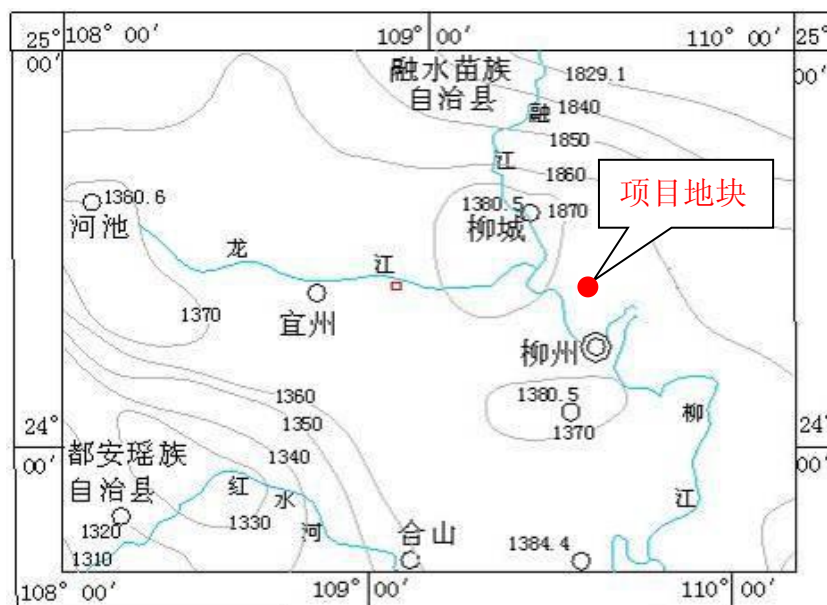 108° 00′
109° 00′
110° 00′
25°
00′
25°
00′
融水苗族
自治县
融
江
1829.1
1840
1850
1860
1870
项目地块
1360.6
河池
1380.5
柳城
龙
江
1370
宜州
柳州
1380.5
1370
1360
1350
1340
1330
24°
00′
24°
00′
都安瑶族
自治县
1320
1310
红
水
河
合山
1384.4
柳
江
108° 00′
109° 00′
110° 00′